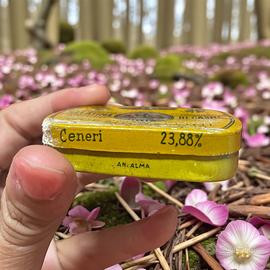 Ceneri 23,88%
AN. ALMA